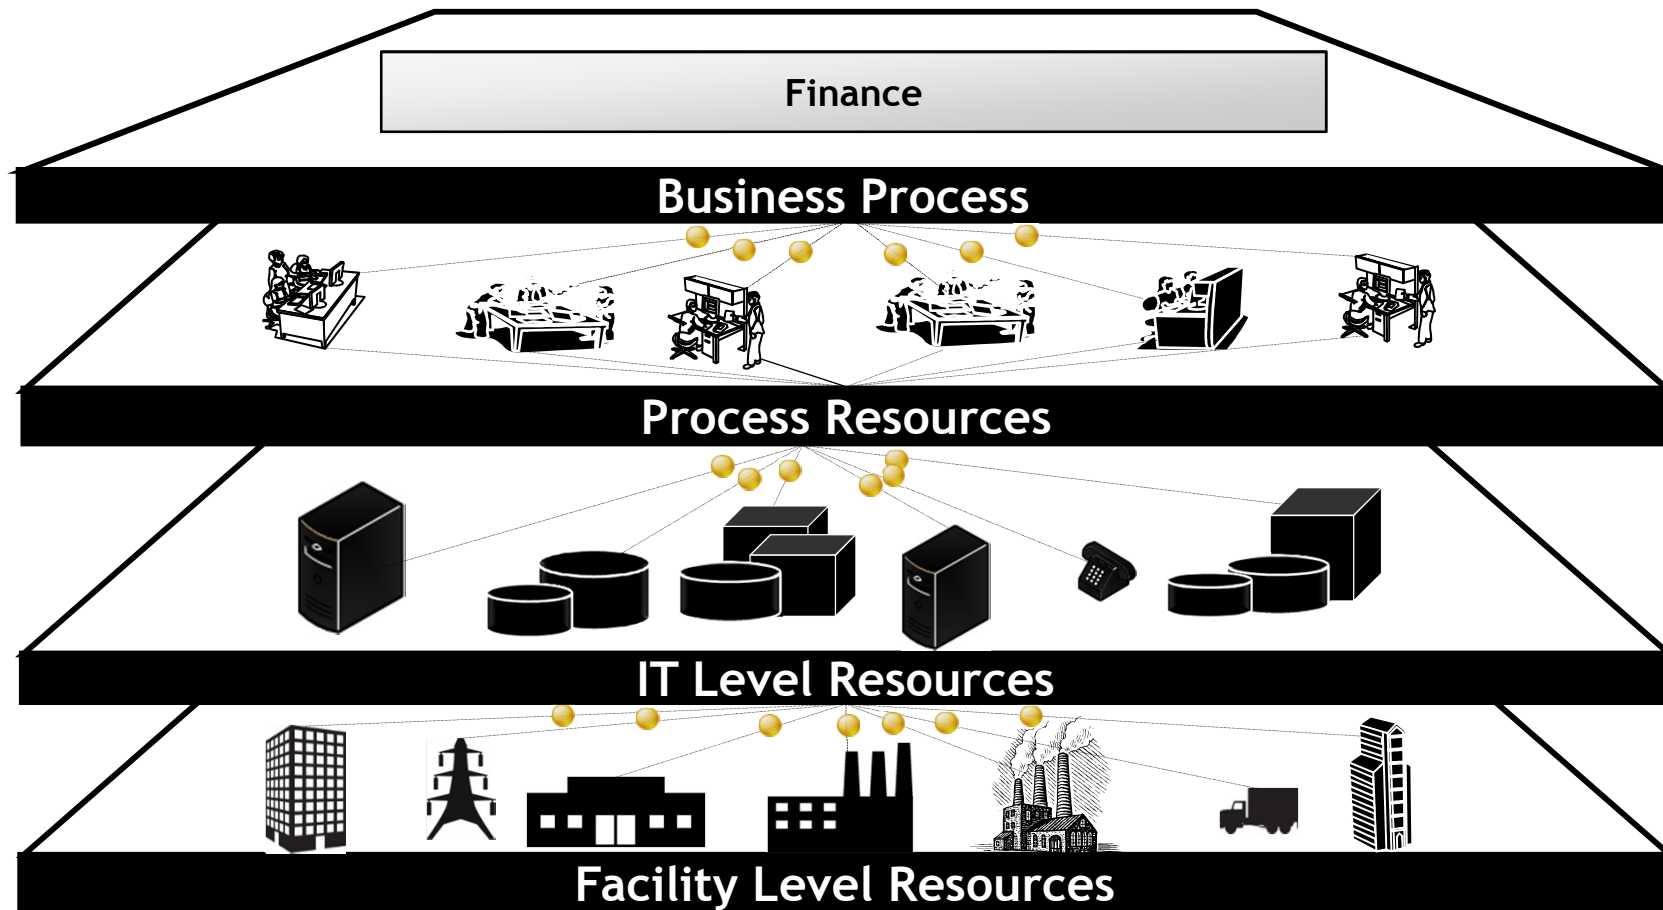 Finance
Business Process
Process Resources
IT Level Resources
Facility Level Resources